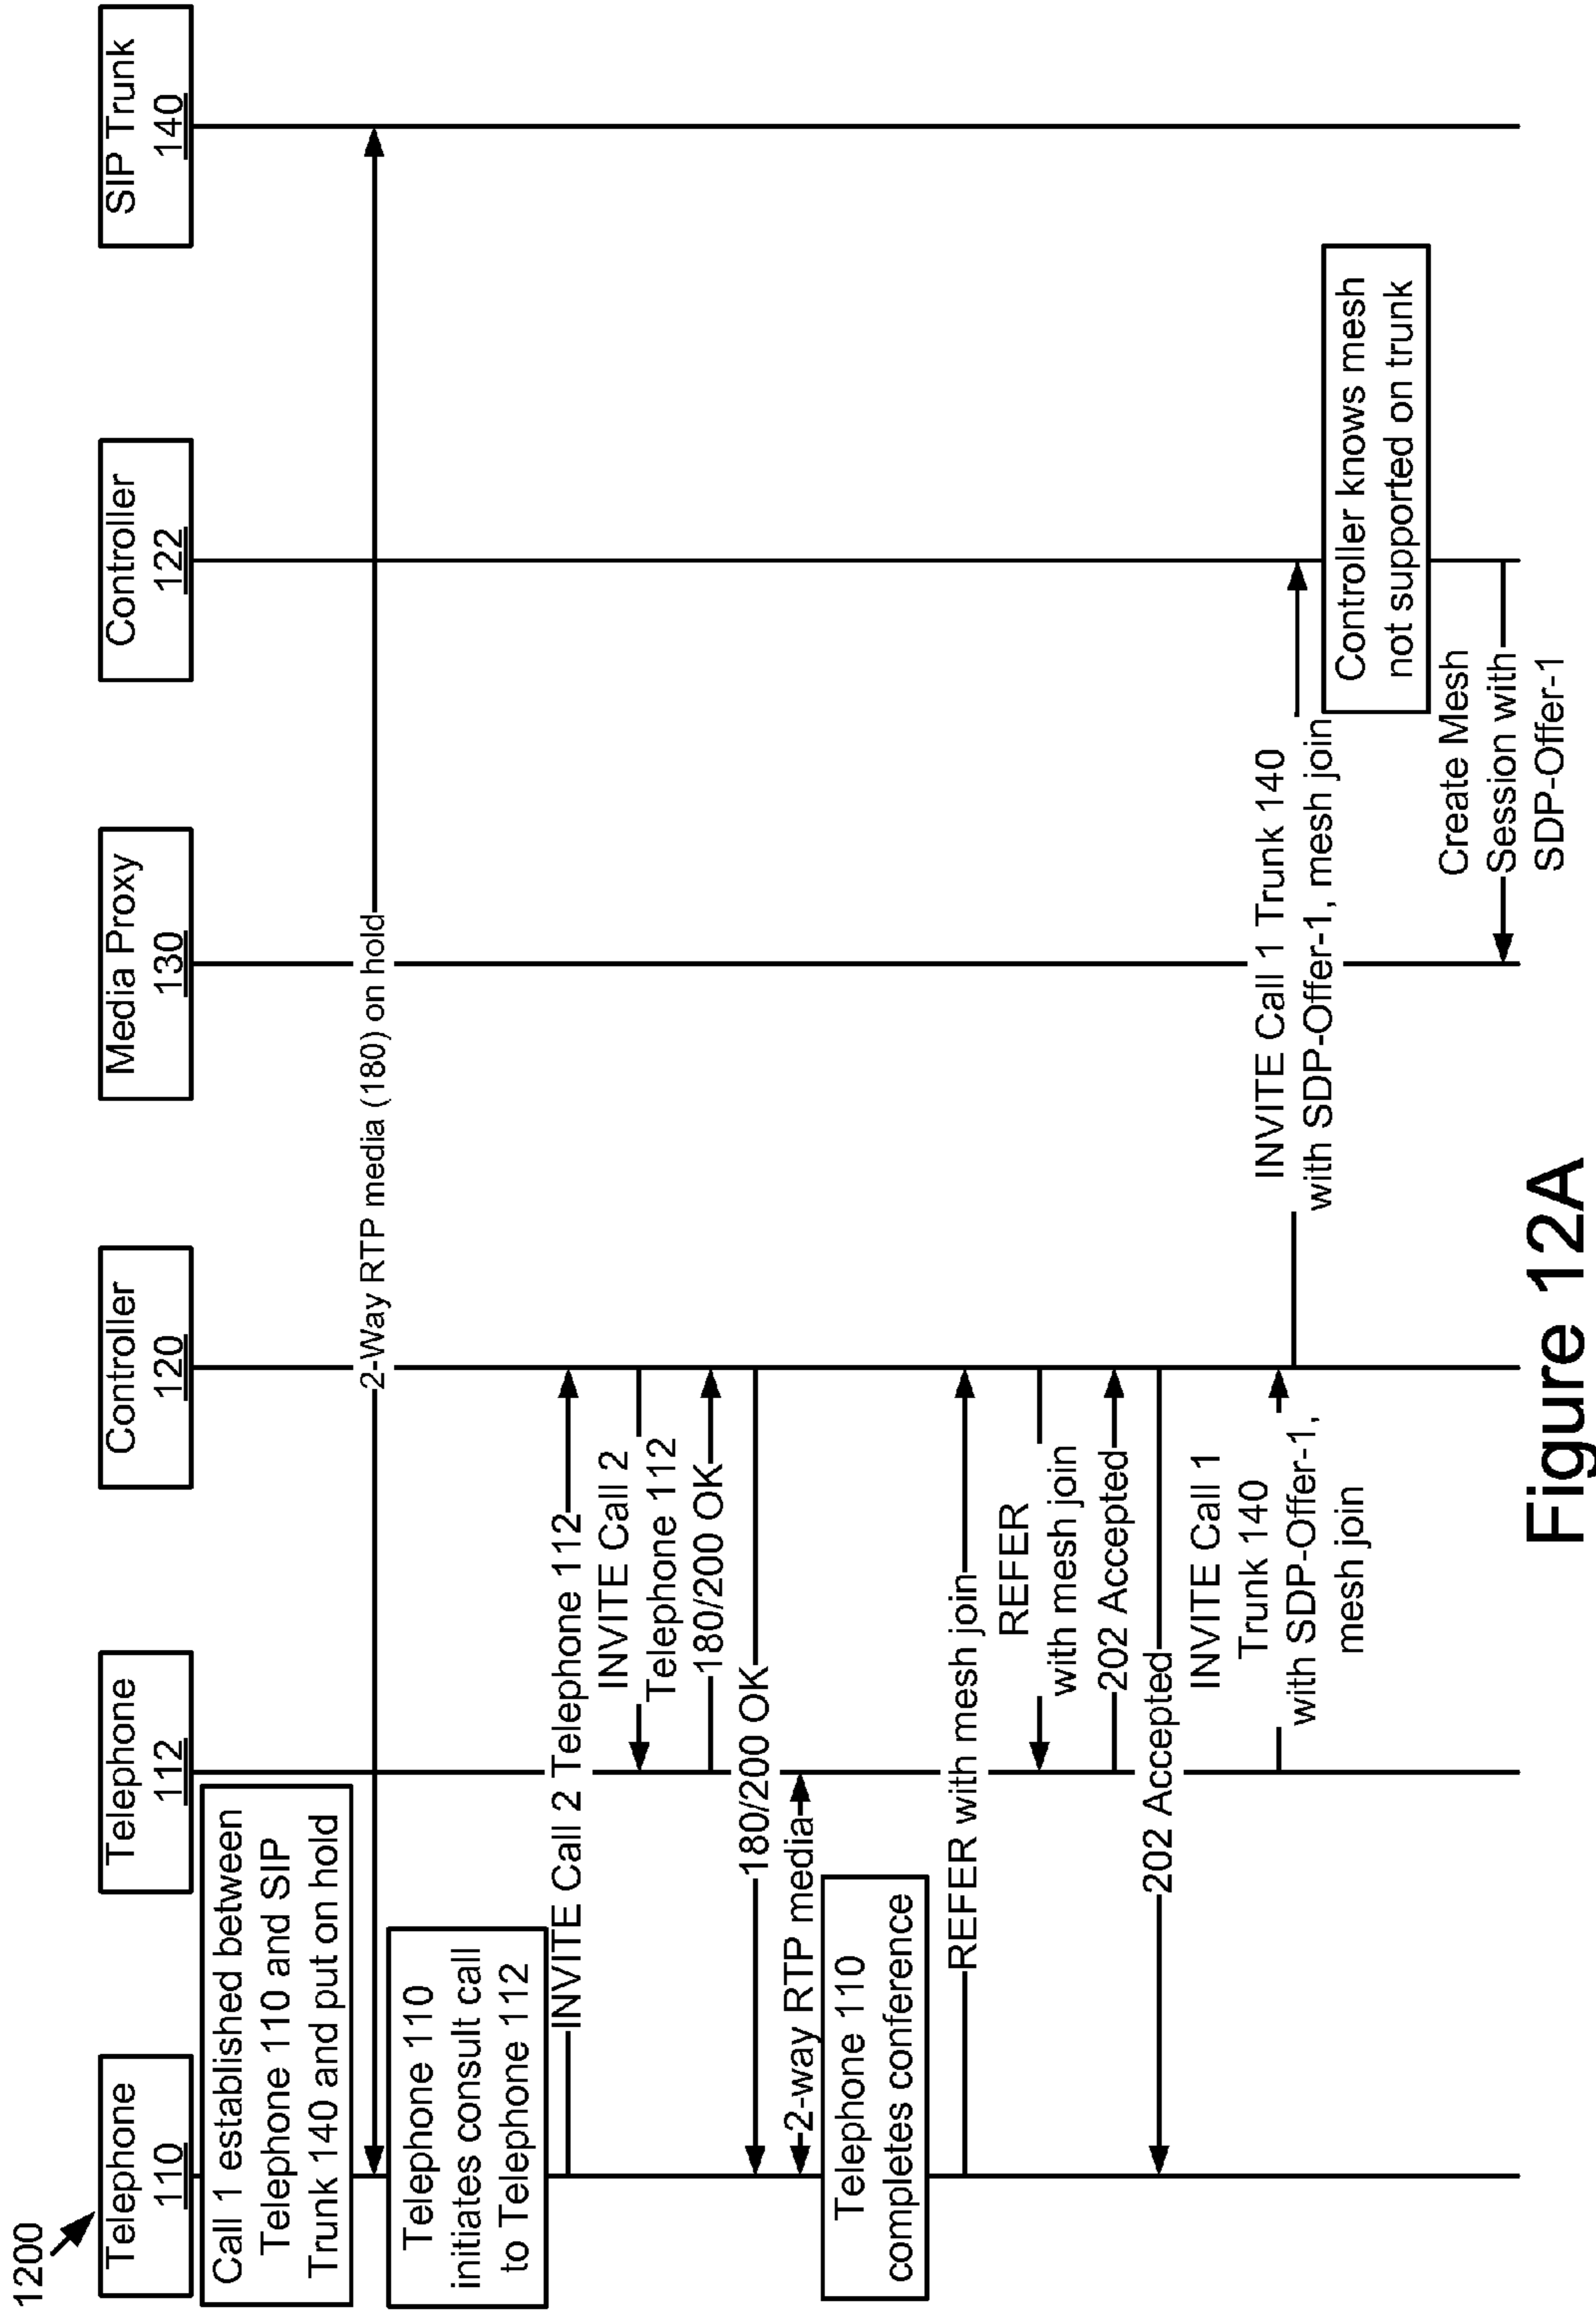 1200
Telephone
110
Telephone
112
Controller
120
Media Proxy
130
Controller
122
SIP Trunk
140
Call 1 established between
Telephone 110 and SIP
Trunk 140 and put on hold
2-Way RTP media (180) on hold
Telephone 110
initiates consult call
to Telephone 112
INVITE Call 2 Telephone 112
INVITE Call 2
Telephone 112
180/200 OK
180/200 OK
2-way RTP media
Telephone 110
completes conference
REFER with mesh join
REFER
with mesh join
202 Accepted
202 Accepted
INVITE Call 1
Trunk 140
with SDP-Offer-1,
mesh join
INVITE Call 1 Trunk 140
with SDP-Offer-1, mesh join
Controller knows mesh
not supported on trunk
Create Mesh
Session with
SDP-Offer-1
Figure 12A